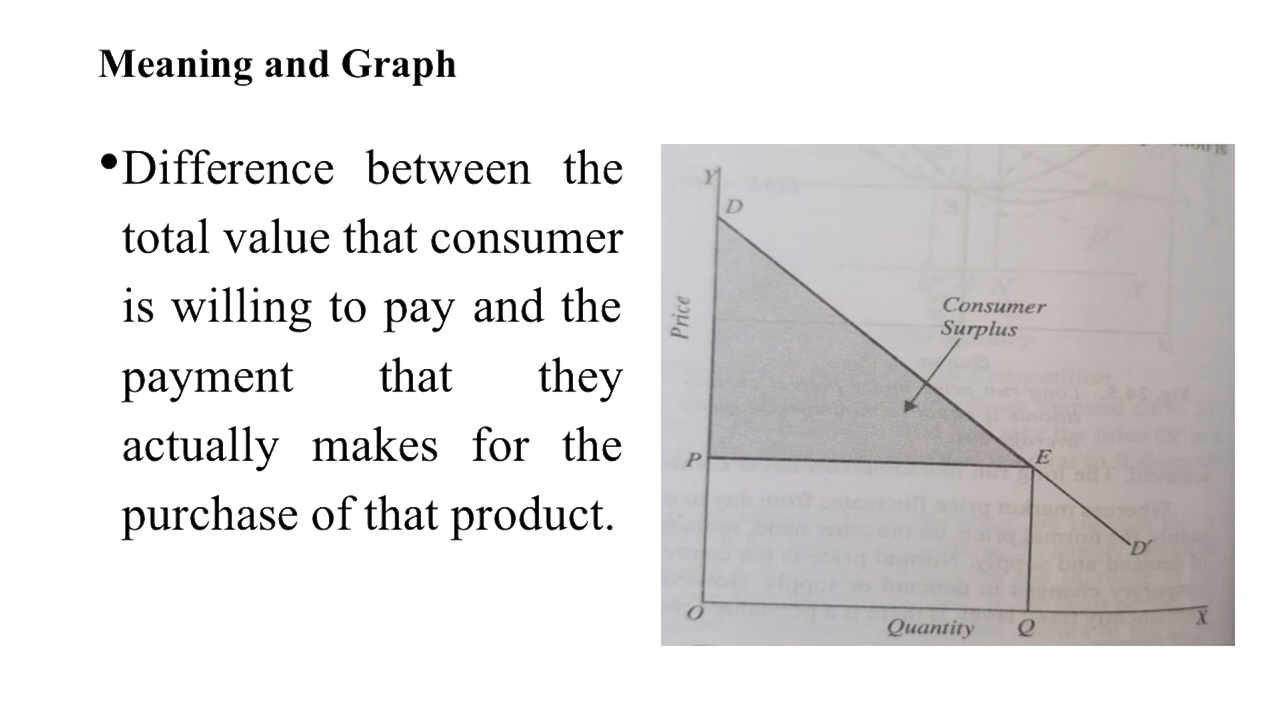 Meaning and Graph
•Difference between the
total value that consumer
is willing to pay and the
payment that they
actually makes for the
purchase of that product.
Y
D
Price
Consumer
Surplus
P
E
D'
O
Quantity
Q
X